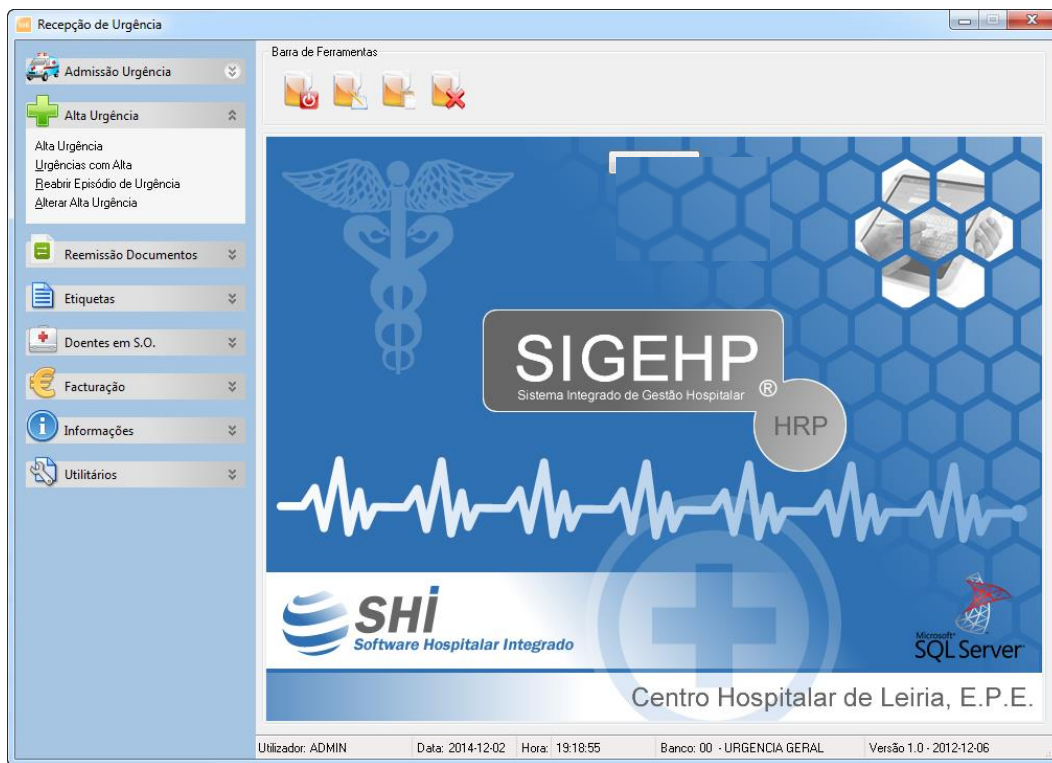 Recepção de Urgência
Admissão Urgência
Alta Urgência
Alta Urgência
Urgências com Alta
Reabrir Episódio de Urgência
Alterar Alta Urgência
Reemissão Documentos
Etiquetas
Doentes em S.O.
Facturação
Informações
Utilitários
Barra de Ferramentas
SIGEHP
Sistema Integrado de Gestão Hospitalar
®
HRP
SHi
Software Hospitalar Integrado
Microsoft®
SQL Server
Centro Hospitalar de Leiria, E.P.E.
Utilizador: ADMIN Data: 2014-12-02 Hora: 19:18:55 Banco: 00 - URGENCIA GERAL Versão 1.0 - 2012-12-06